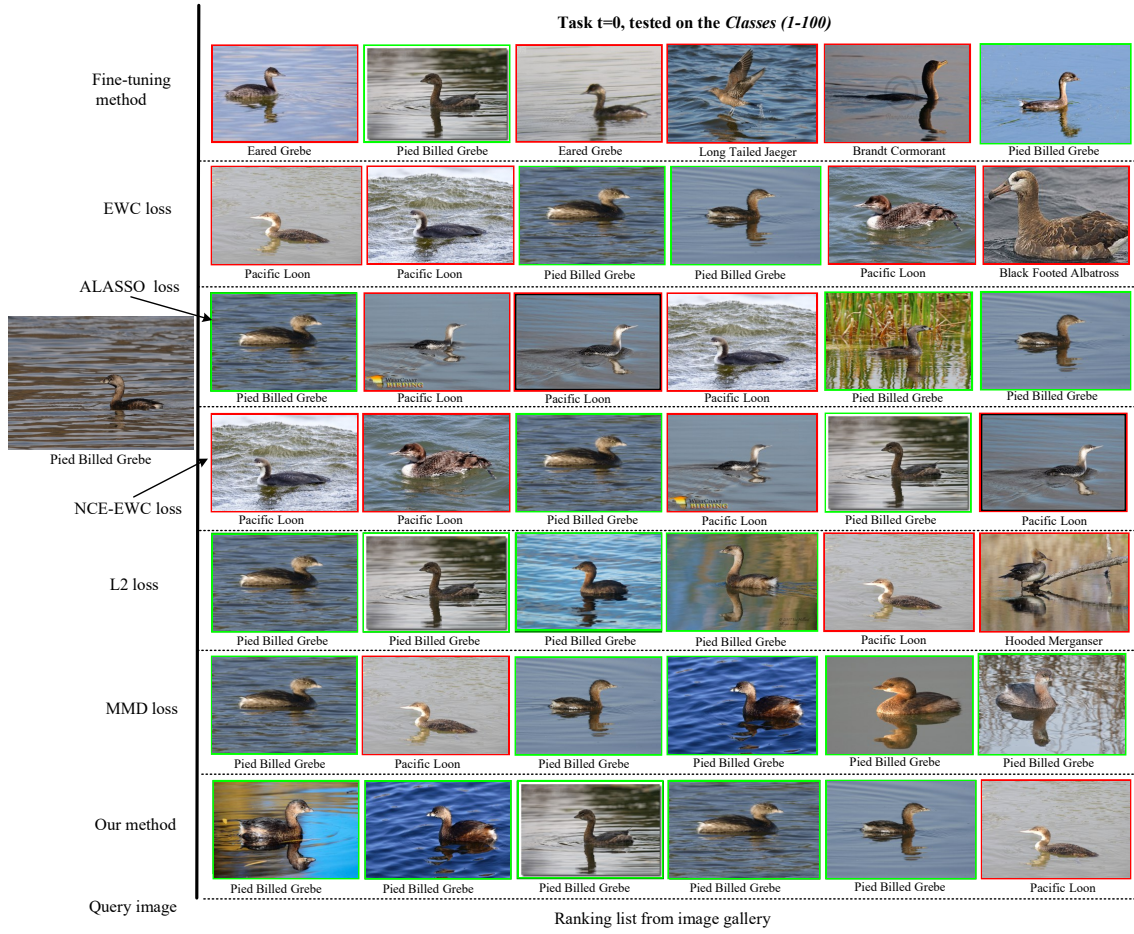 Task t=0, tested on the Classes (1-100)
Fine-tuning
method
Eared Grebe
Pied Billed Grebe
Eared Grebe
Long Tailed Jaeger
Brandt Cormorant
Pied Billed Grebe
EWC loss
Pacific Loon
Pacific Loon
Pied Billed Grebe
Pied Billed Grebe
Pacific Loon
Black Footed Albatross
ALASSO loss
Pied Billed Grebe
Pacific Loon
Pacific Loon
Pacific Loon
Pied Billed Grebe
Pied Billed Grebe
Pied Billed Grebe
NCE-EWC loss
Pacific Loon
Pacific Loon
Pied Billed Grebe
Pacific Loon
Pied Billed Grebe
Pacific Loon
L2 loss
Pied Billed Grebe
Pied Billed Grebe
Pied Billed Grebe
Pied Billed Grebe
Pacific Loon
Hooded Merganser
MMD loss
Pied Billed Grebe
Pacific Loon
Pied Billed Grebe
Pied Billed Grebe
Pied Billed Grebe
Pied Billed Grebe
Our method
Pied Billed Grebe
Pied Billed Grebe
Pied Billed Grebe
Pied Billed Grebe
Pied Billed Grebe
Pacific Loon
Query image
Ranking list from image gallery